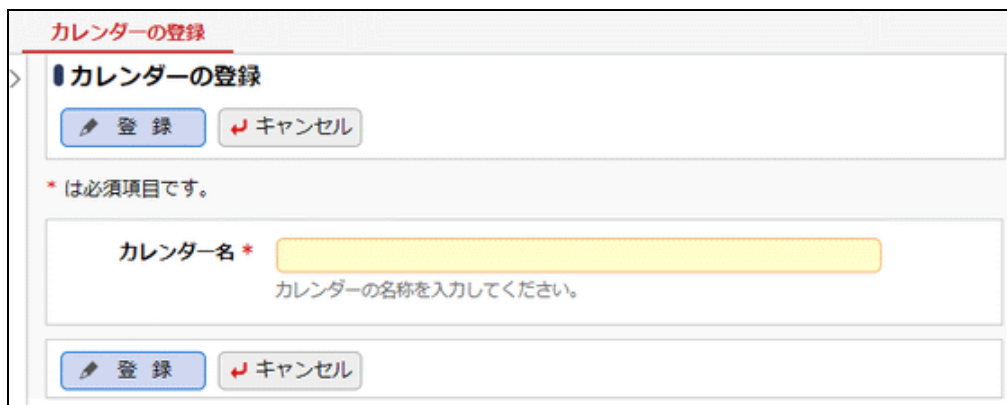 カレンダーの登録
カレンダーの登録
登 録 キャンセル
* は必須項目です。
カレンダー名 *
カレンダーの名称を入力してください。
登 録 キャンセル